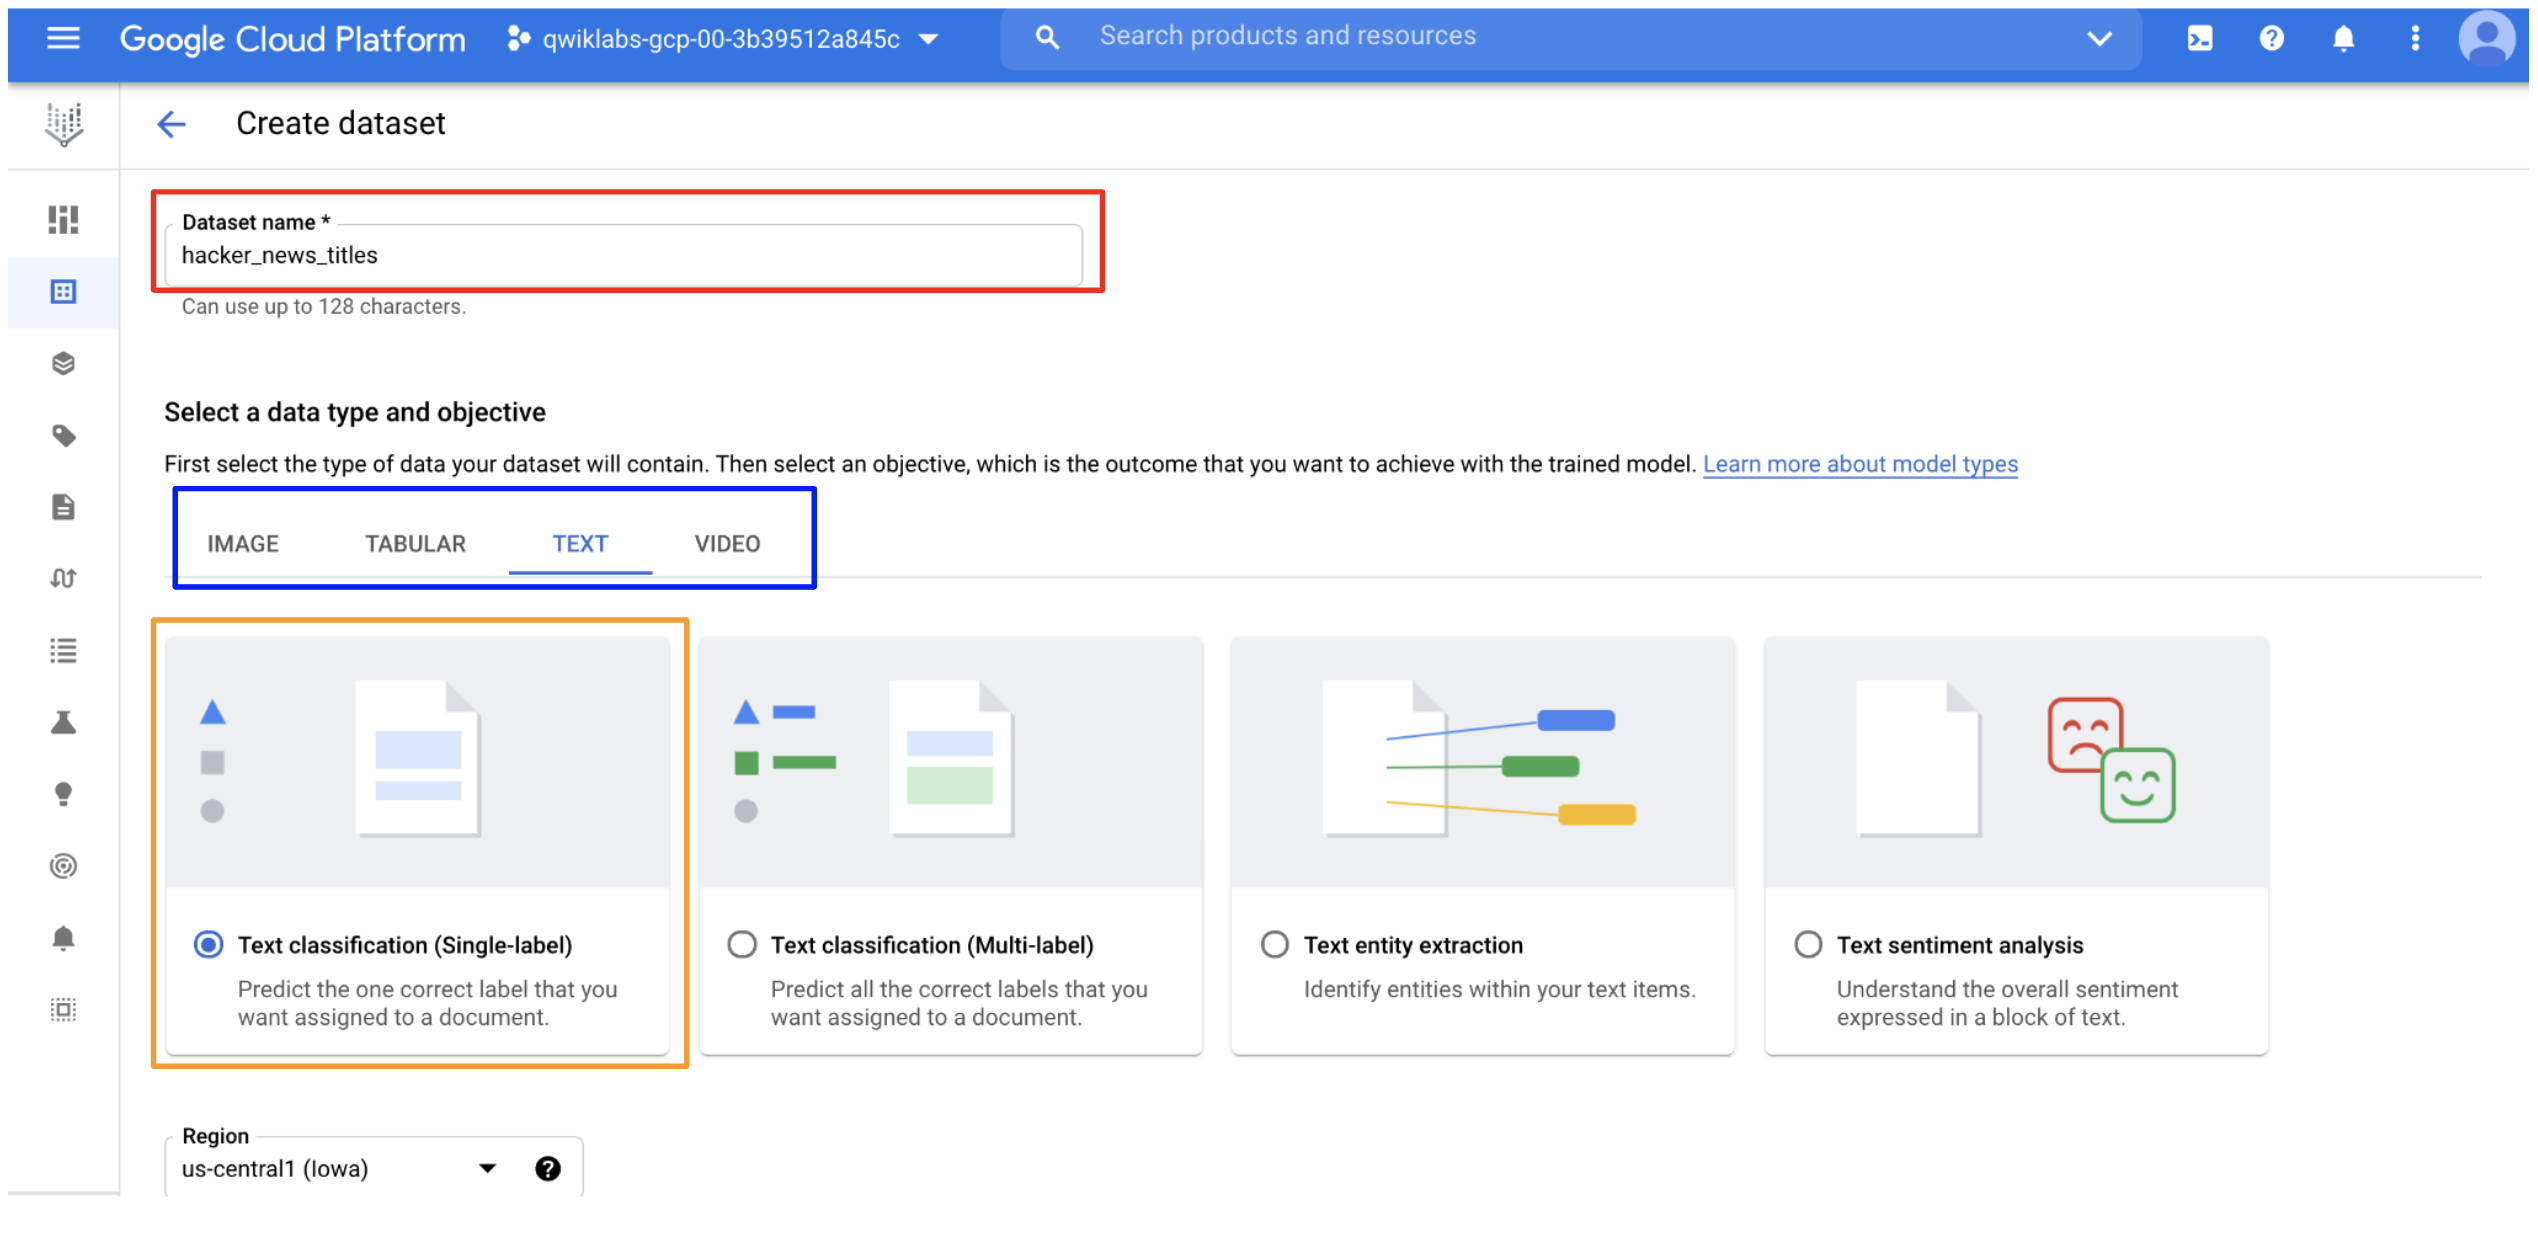 Google Cloud Platform
qwiklabs-gcp-00-3b39512a845c
Search products and resources
Create dataset
Dataset name *
hacker_news_titles
Can use up to 128 characters.
Select a data type and objective
First select the type of data your dataset will contain. Then select an objective, which is the outcome that you want to achieve with the trained model. Learn more about model types
IMAGE
TABULAR
TEXT
VIDEO
Text classification (Single-label)
Predict the one correct label that you
want assigned to a document.
Text classification (Multi-label)
Predict all the correct labels that you
want assigned to a document.
Text entity extraction
Identify entities within your text items.
Text sentiment analysis
Understand the overall sentiment
expressed in a block of text.
Region
us-central1 (Iowa)